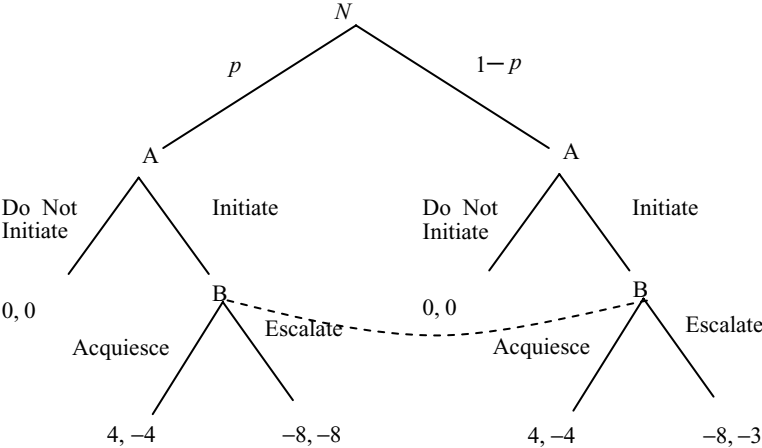 N
p
1− p
A
A
Do Not
Initiate
Initiate
Do Not
Initiate
Initiate
B
B
0, 0
0, 0
Acquiesce
Escalate
Acquiesce
Escalate
4, −4
−8, −8
4, −4
−8, −3